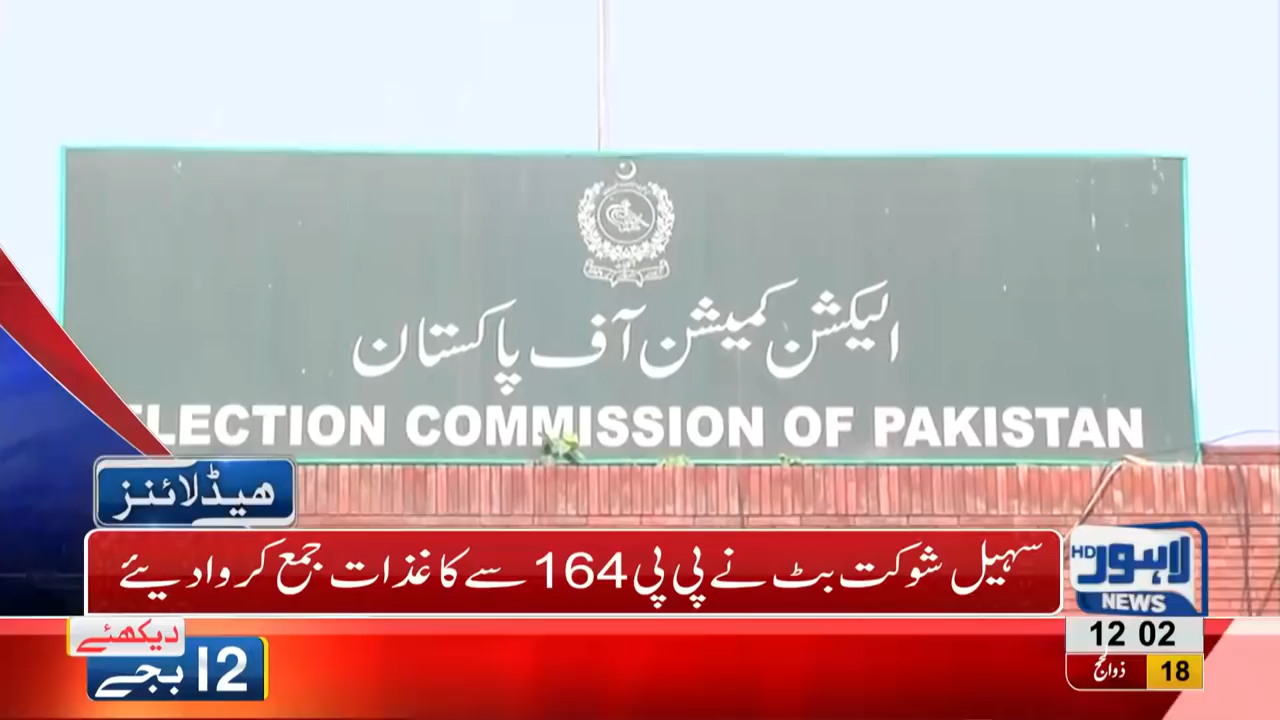 الیکشن کمیشن آف پاکستان
ELECTION COMMISSION OF PAKISTAN
ھیڈلائنز
سہیل شوکت بٹ نے پی پی 164 سے کاغذات جمع کروا دیئے
لاہور HD
NEWS
دیکھئے
12 بجے
12 02
ذوالحج 18